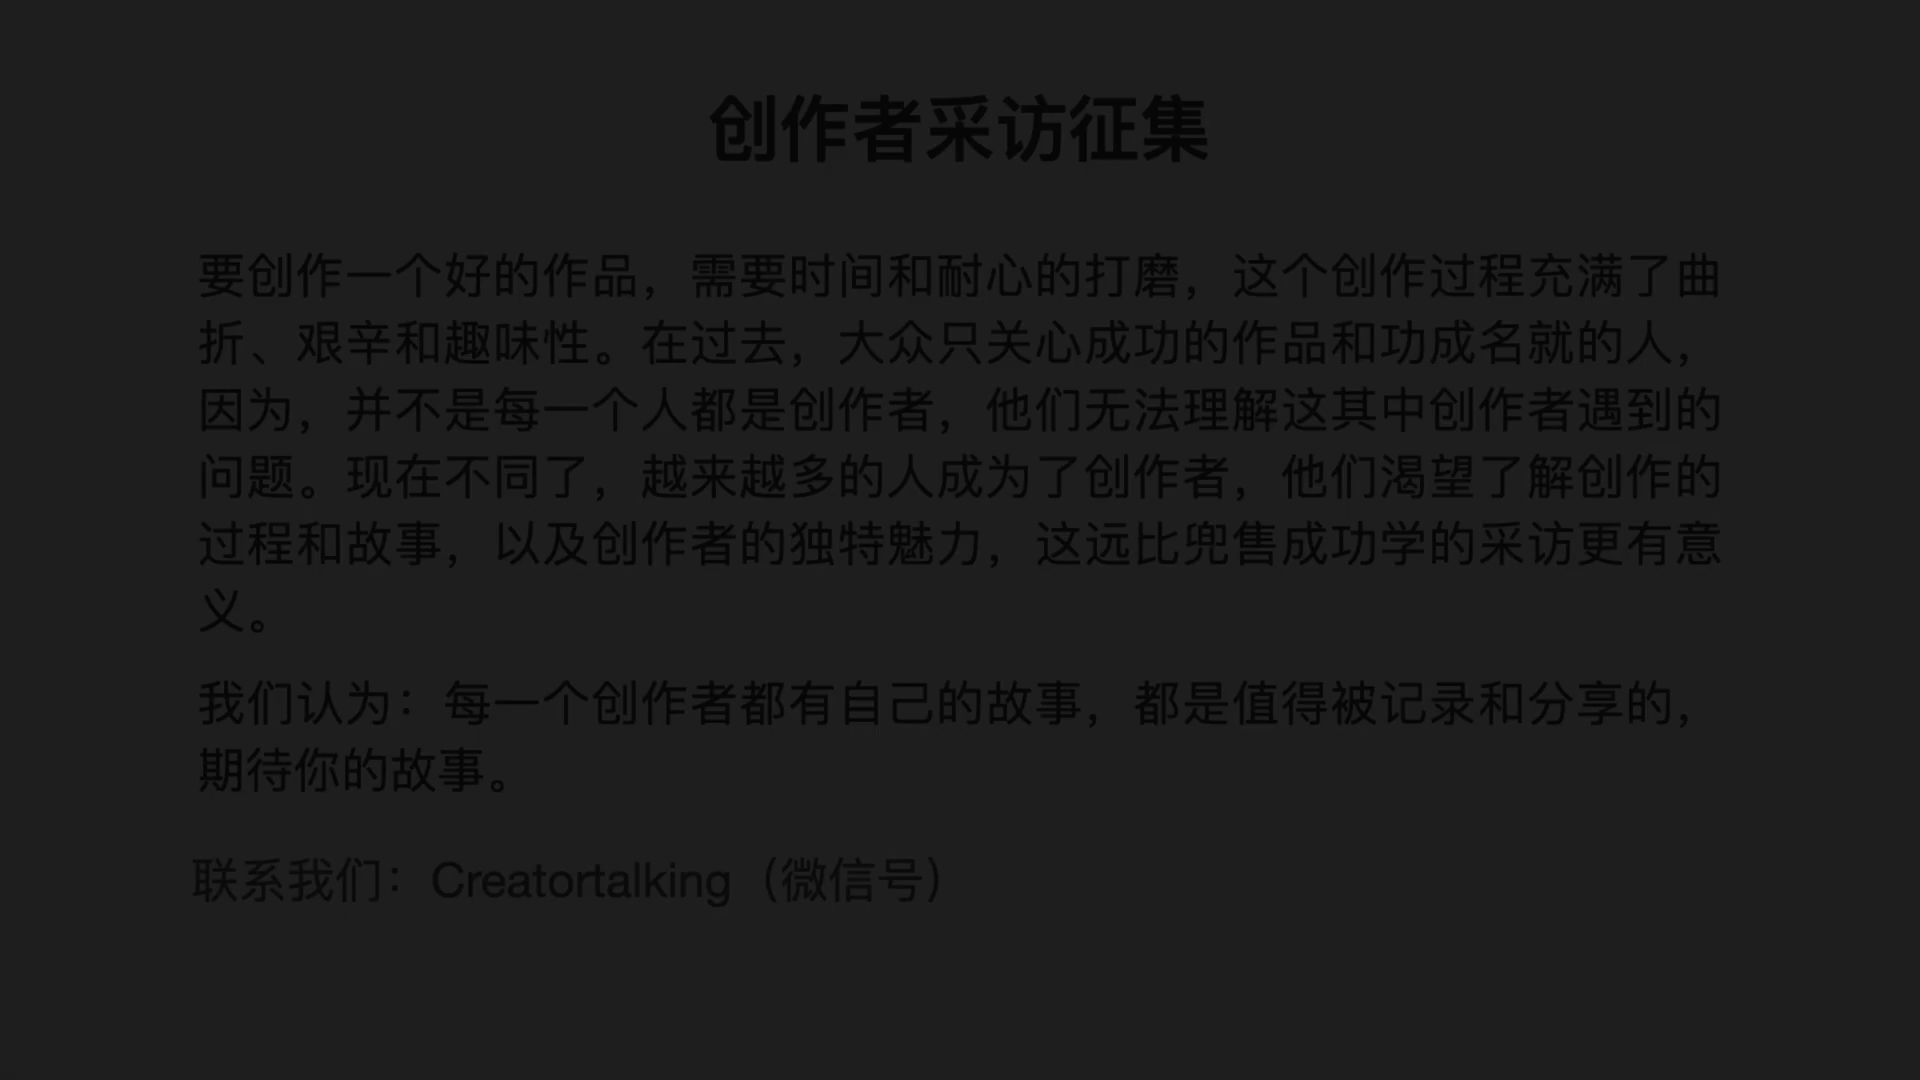 创作者采访征集
要创作一个好的作品，需要时间和耐心的打磨，这个创作过程充满了曲
折、艰辛和趣味性。在过去，大众只关心成功的作品和功成名就的人，
因为，并不是每一个人都是创作者，他们无法理解这其中创作者遇到的
问题。现在不同了，越来越多的人成为了创作者，他们渴望了解创作的
过程和故事，以及创作者的独特魅力，这远比兜售成功学的采访更有意
义。
我们认为：每一个创作者都有自己的故事，都是值得被记录和分享的，
期待你的故事。
联系我们：Creatortalking（微信号）